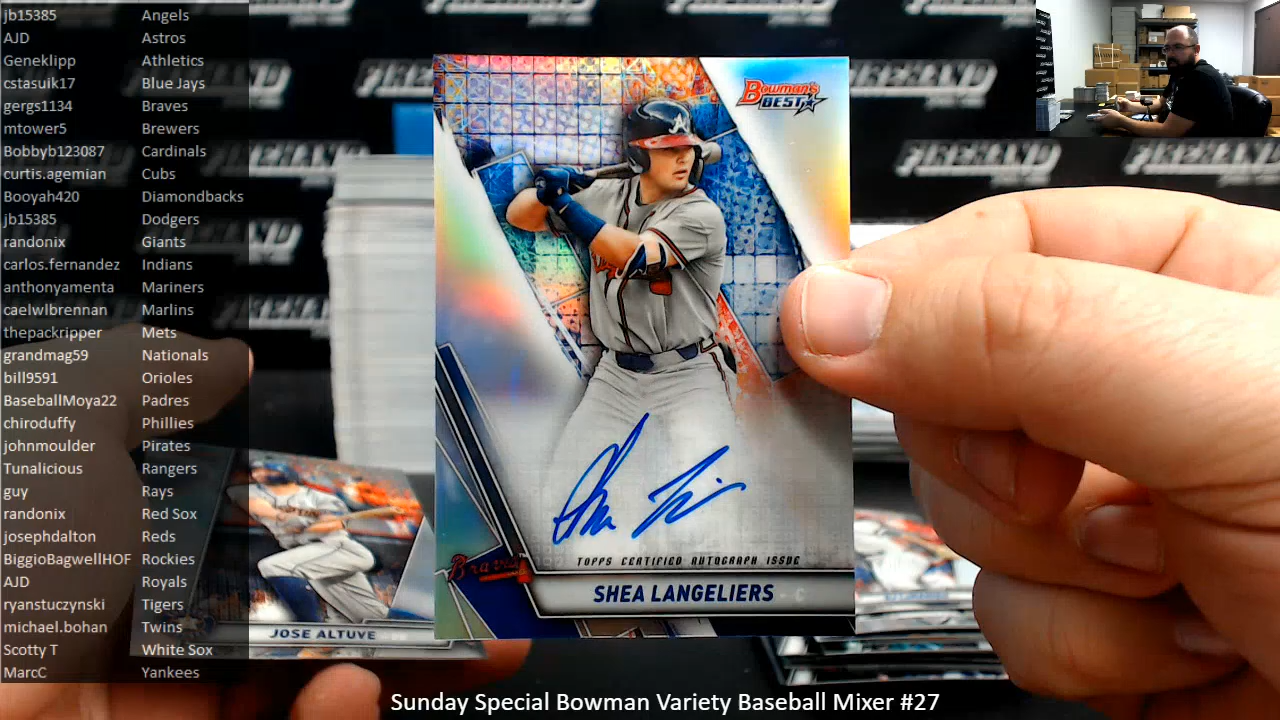 jb15385 Angels
AJD Astros
Geneklipp Athletics
cstasuik17 Blue Jays
gergs1134 Braves
mtower5 Brewers
Bobbyb123087 Cardinals
curtis.agemian Cubs
Booyah420 Diamondbacks
jb15385 Dodgers
randonix Giants
carlos.fernandez Indians
anthonyamenta Mariners
caelwlbrennan Marlins
thepackripper Mets
grandmag59 Nationals
bill9591 Orioles
BaseballMoya22 Padres
chiroduffy Phillies
johnmoulder Pirates
Tunalicious Rangers
guy Rays
randonix Red Sox
josephdalton Reds
BiggioBagwellHOF Rockies
AJD Royals
ryanstuczynski Tigers
michael.bohan Twins
Scotty T White Sox
MarcC Yankees
Bowman's
BEST
A
Braves
TOPPS CERTIFIED AUTOGRAPH ISSUE
SHEA LANGELIERS - C
JOSE ALTUVE
Sunday Special Bowman Variety Baseball Mixer #27